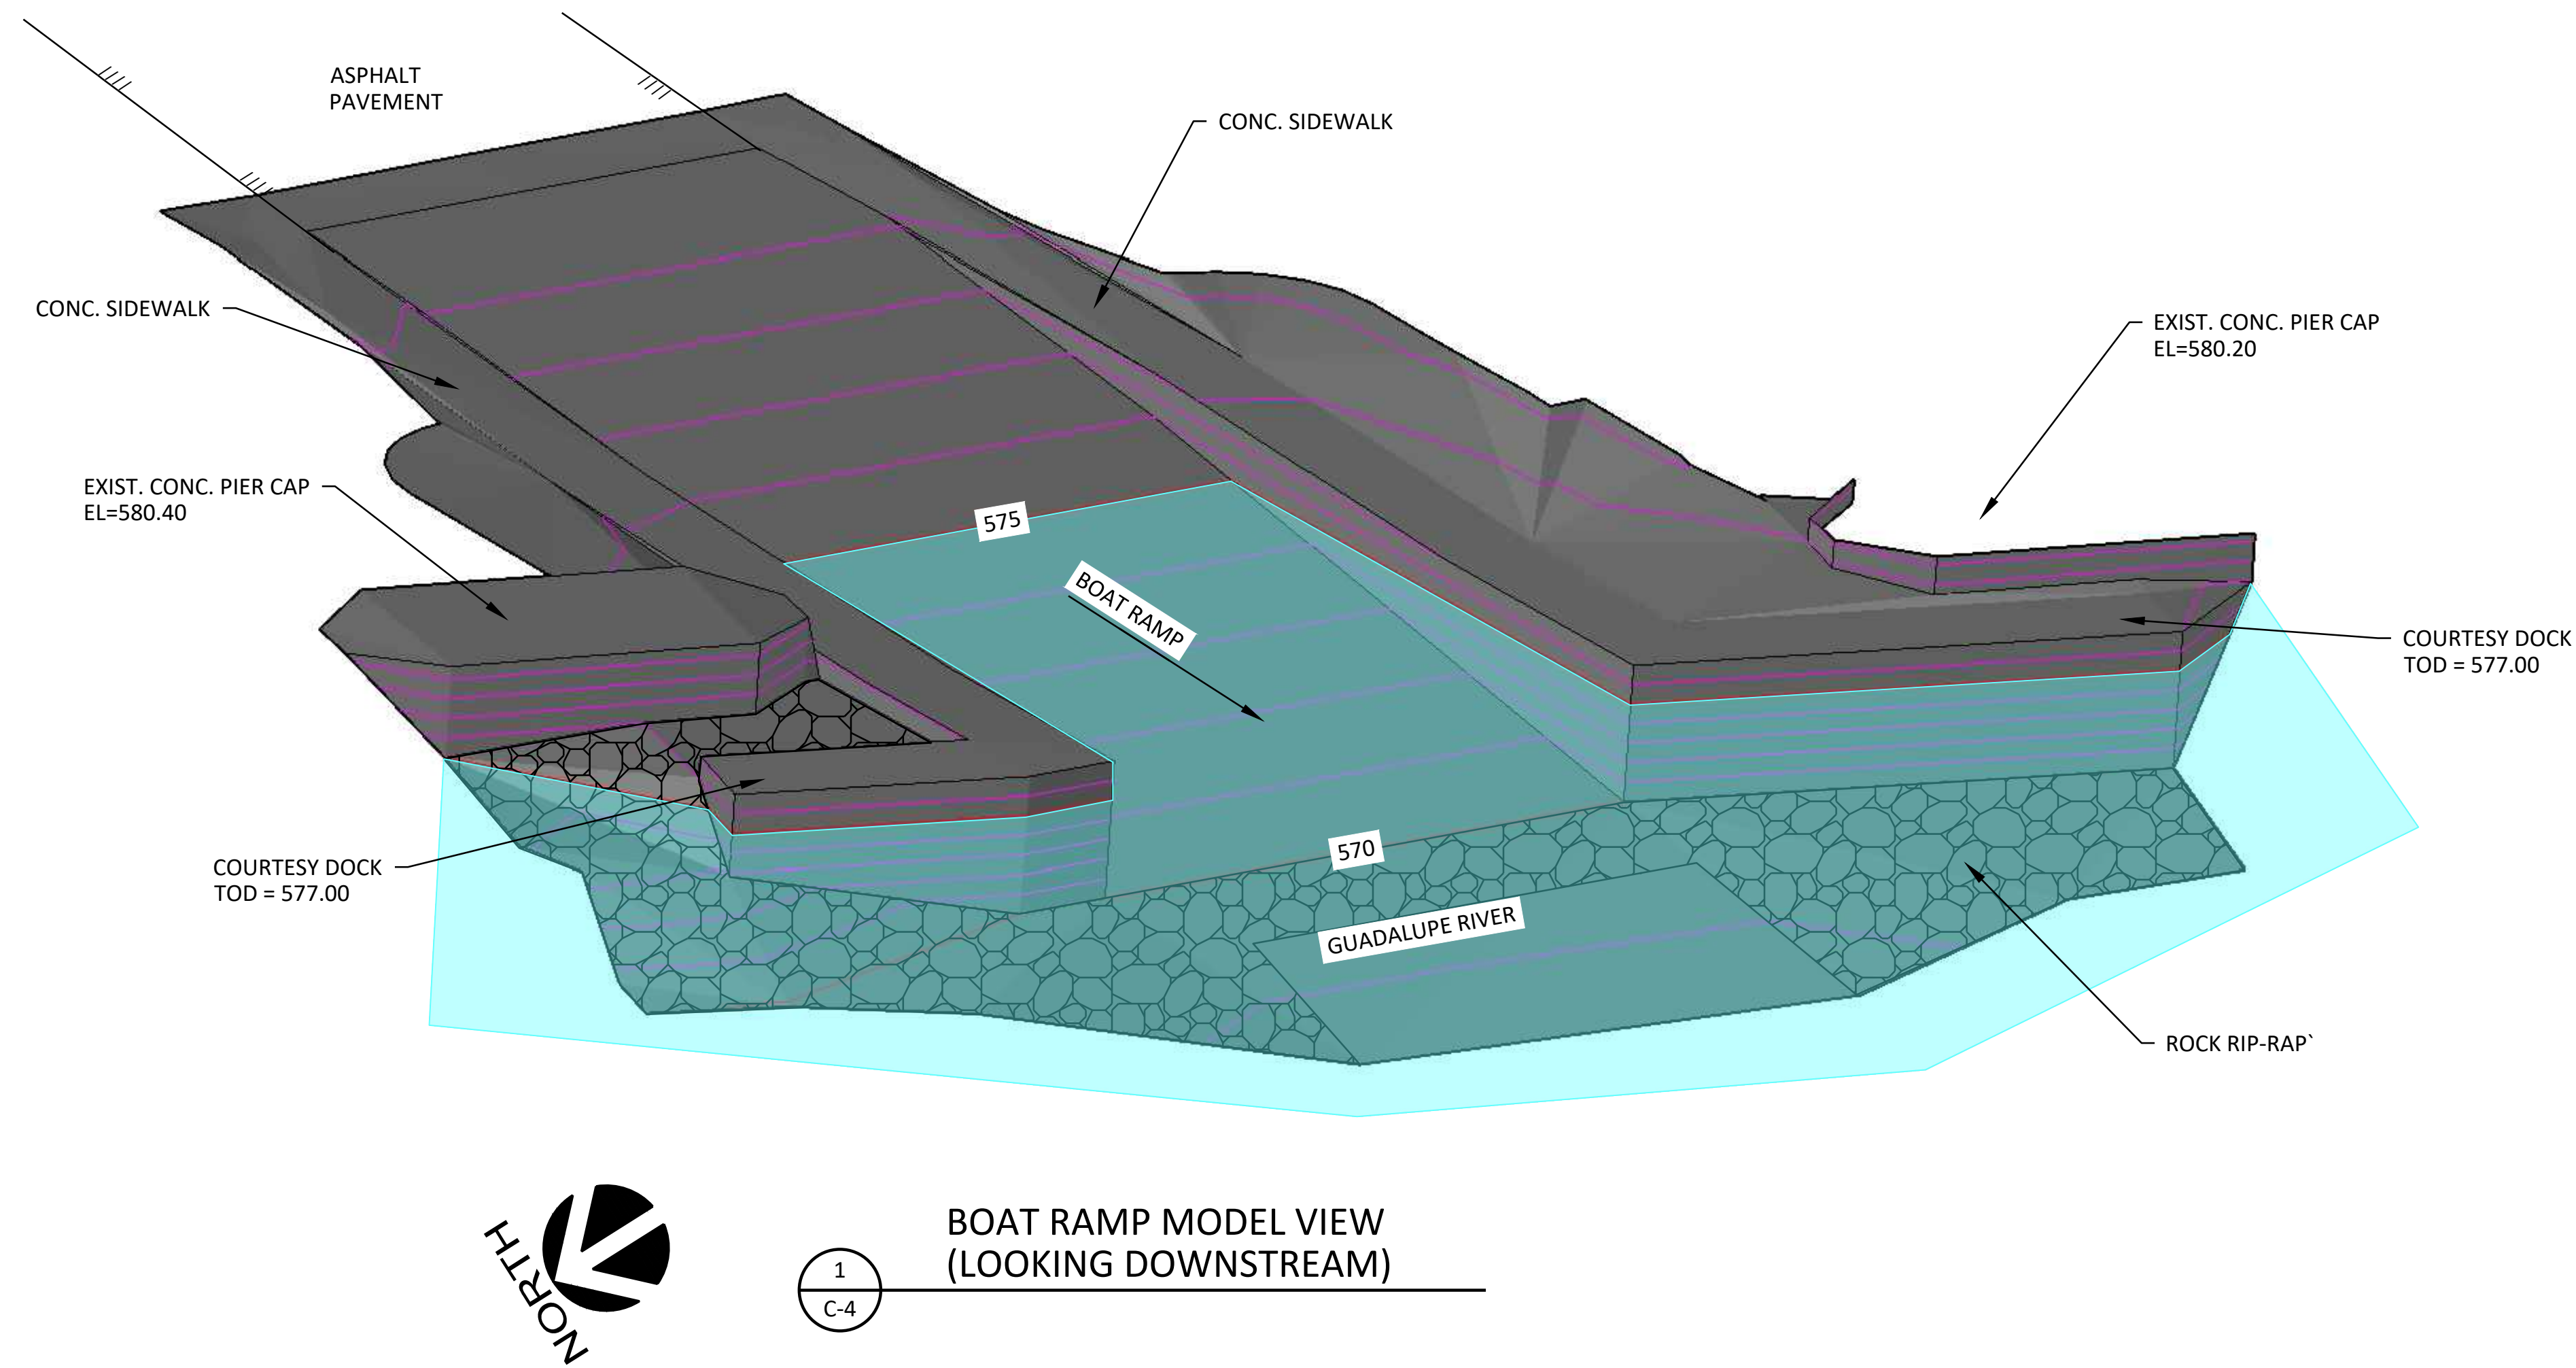 ASPHALT
PAVEMENT
CONC. SIDEWALK
CONC. SIDEWALK
EXIST. CONC. PIER CAP
EL=580.20
EXIST. CONC. PIER CAP
EL=580.40
575
BOAT RAMP
COURTESY DOCK
TOD = 577.00
570
COURTESY DOCK
TOD = 577.00
GUADALUPE RIVER
ROCK RIP-RAP`
NORTH
1
C-4
BOAT RAMP MODEL VIEW
(LOOKING DOWNSTREAM)